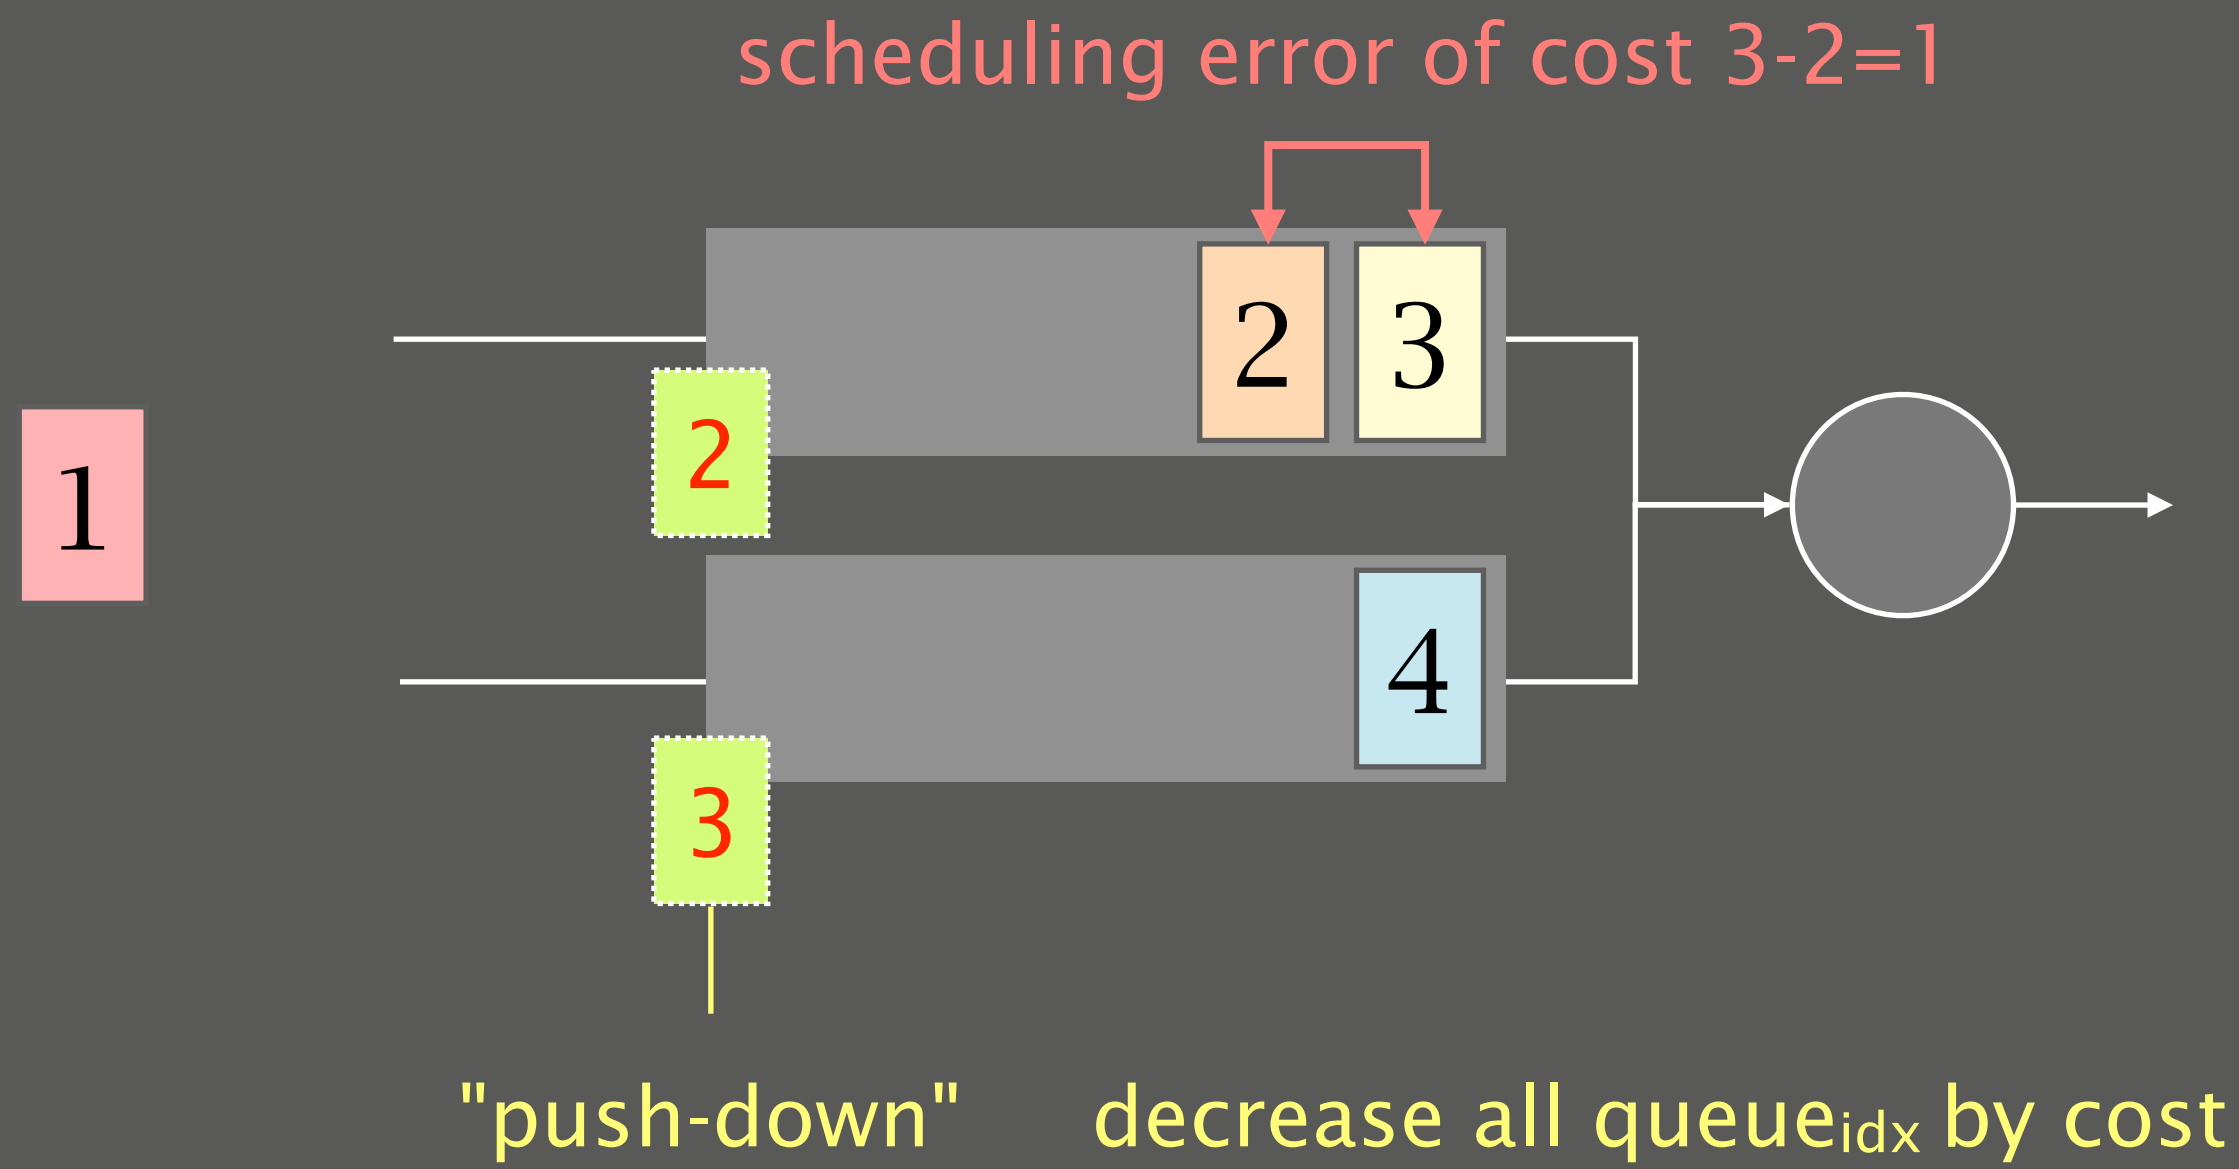 scheduling error of cost 3-2=1
2 3
2
1
4
3
"push-down" decrease all queueidx by cost